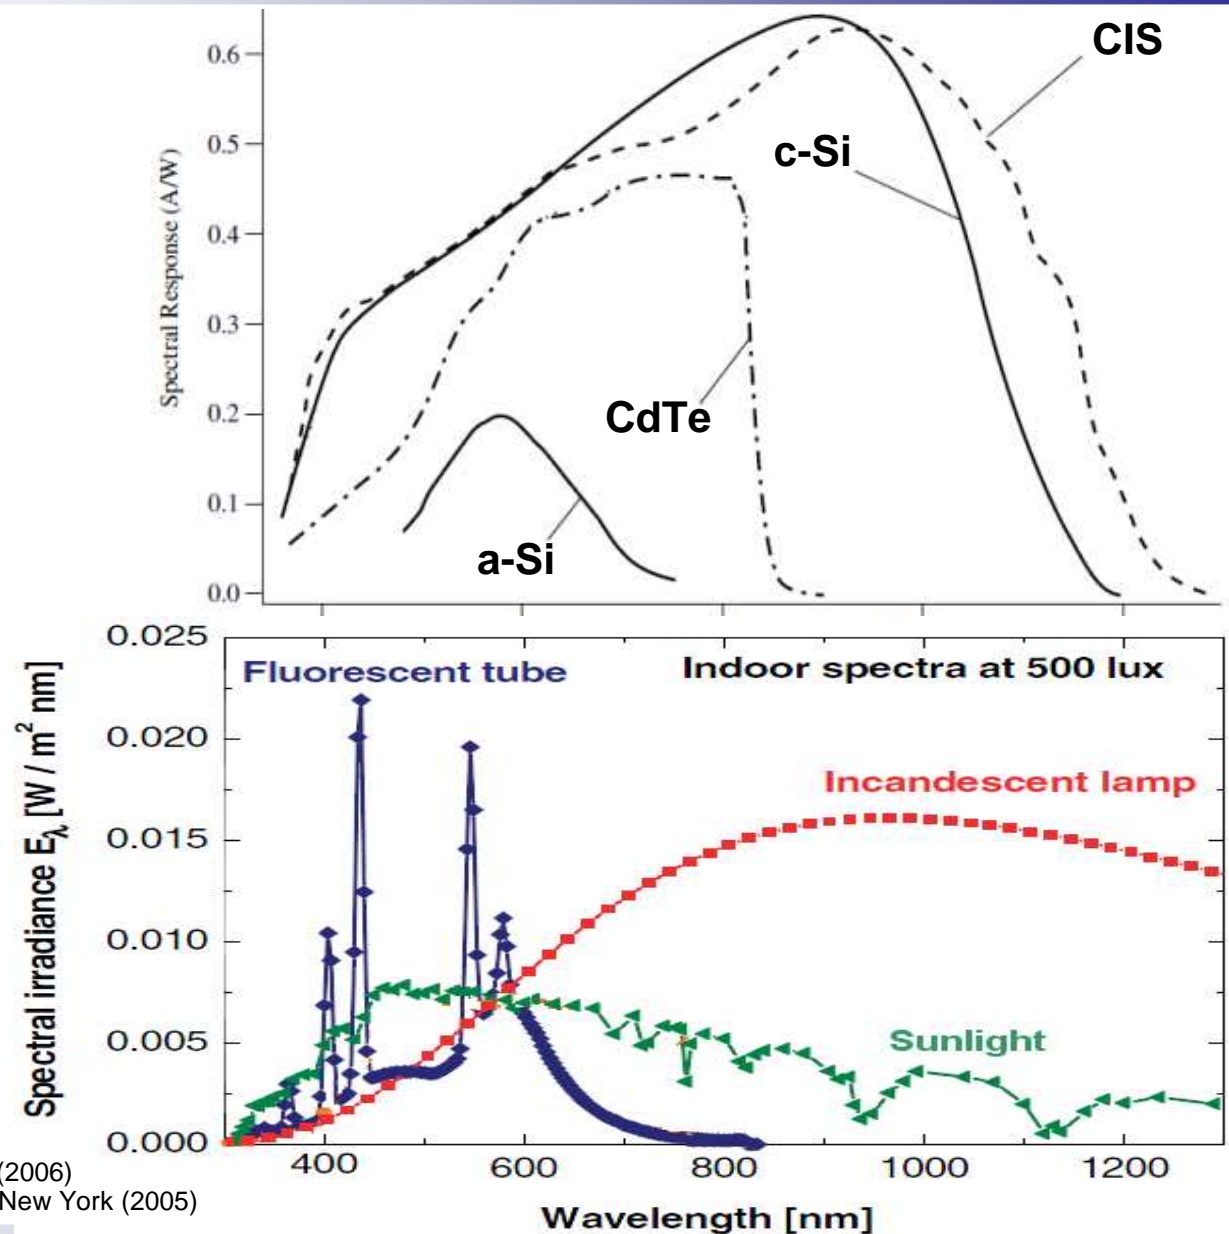 CIS
c-Si
CdTe
a-Si
Spectral Response (A/W)
0.6
0.5
0.4
0.3
0.2
0.1
0.0
Fluorescent tube
Indoor spectra at 500 lux
Incandescent lamp
Sunlight
Spectral irradiance Eλ [W / m² nm]
0.025
0.020
0.015
0.010
0.005
0.000
400 600 800 1000 1200
Wavelength [nm]
(2006)
New York (2005)